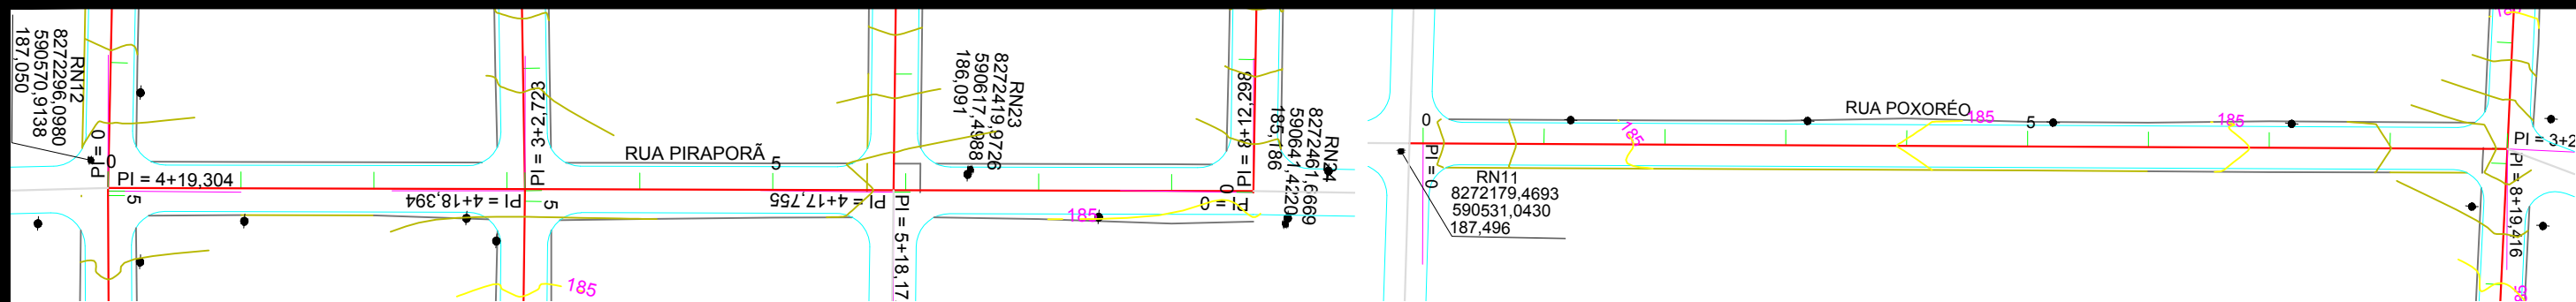 RN12
8272296,0980
590570,9138
187,050
PI = 0
0
PI = 4+19,304
5
PI = 4+18,394
PI = 3+2,723
5
RUA PIRAPORÃ
5
PI = 4+17,755
PI = 5+18,17
RN23
8272419,9726
590617,4988
186,091
185
PI = 8+12,298
0
RN24
8272461,6669
590641,4220
185,186
185
0
PI = 0
RN11
8272179,4693
590531,0430
187,496
185
RUA POXORÉO
185
5
185
PI = 3+2
PI = 8+19,416